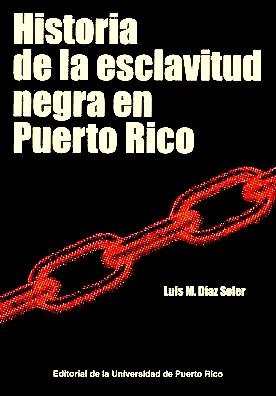 Historia
de la esclavitud
negra en
Puerto Rico
Luis M. Díaz Soler
Editorial de la Universidad de Puerto Rico